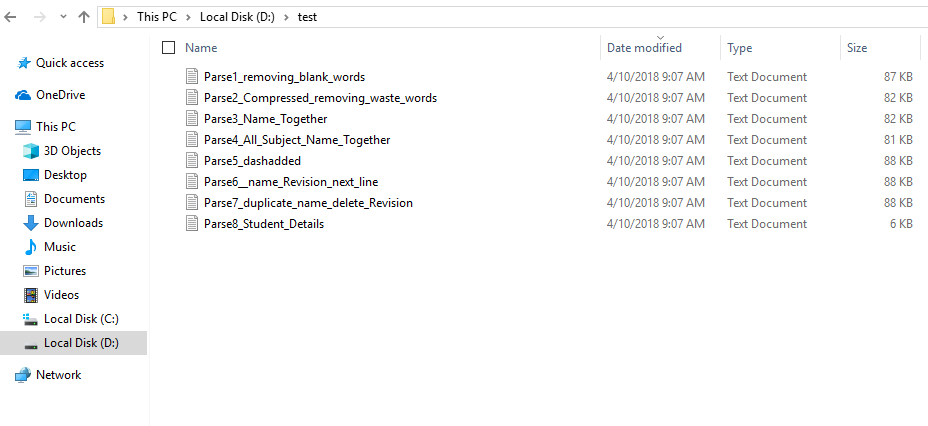 This PC > Local Disk (D:) > test
Name Date modified Type Size
Quick access
OneDrive
This PC
3D Objects
Desktop
Documents
Downloads
Music
Pictures
Videos
Local Disk (C:)
Local Disk (D:)
Network
Parse1_removing_blank_words 4/10/2018 9:07 AM Text Document 87 KB
Parse2_Compressed_removing_waste_words 4/10/2018 9:07 AM Text Document 82 KB
Parse3_Name_Together 4/10/2018 9:07 AM Text Document 82 KB
Parse4_All_Subject_Name_Together 4/10/2018 9:07 AM Text Document 81 KB
Parse5_dashadded 4/10/2018 9:07 AM Text Document 88 KB
Parse6__name_Revision_next_line 4/10/2018 9:07 AM Text Document 88 KB
Parse7_duplicate_name_delete_Revision 4/10/2018 9:07 AM Text Document 88 KB
Parse8_Student_Details 4/10/2018 9:07 AM Text Document 6 KB